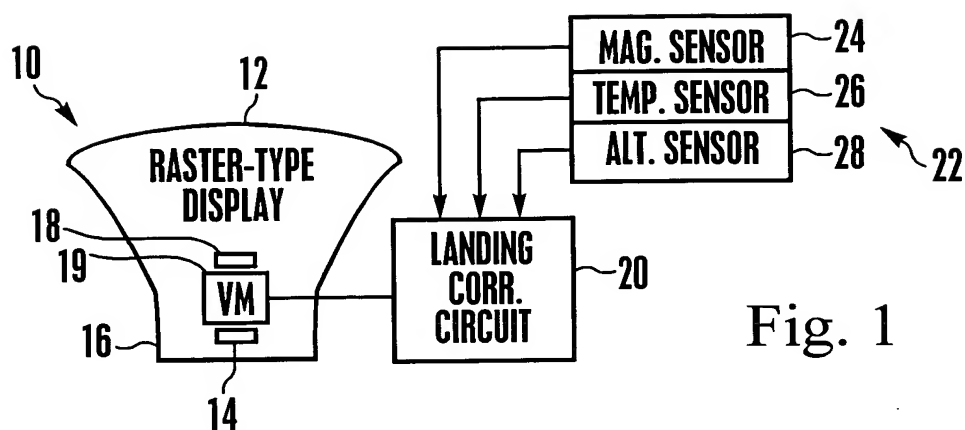 10
12
RASTER-TYPE
DISPLAY
18
19
VM
16
14
MAG. SENSOR
24
TEMP. SENSOR
26
ALT. SENSOR
28
22
LANDING
CORR.
CIRCUIT
20
Fig. 1